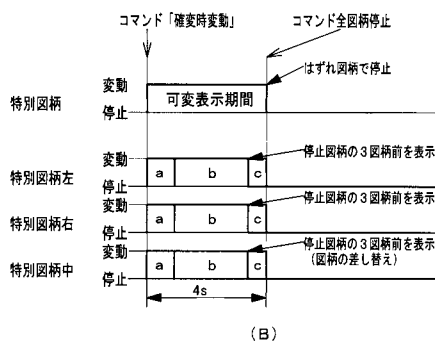 コマンド「確変時変動」
コマンド全図柄停止
はずれ図柄で停止
特別図柄
変動
可変表示期間
停止
停止図柄の3図柄前を表示
特別図柄左
変動
停止
a
b
c
停止図柄の3図柄前を表示
特別図柄右
変動
停止
a
b
c
停止図柄の3図柄前を表示
(図柄の差し替え)
特別図柄中
変動
停止
a
b
c
4s
(B)